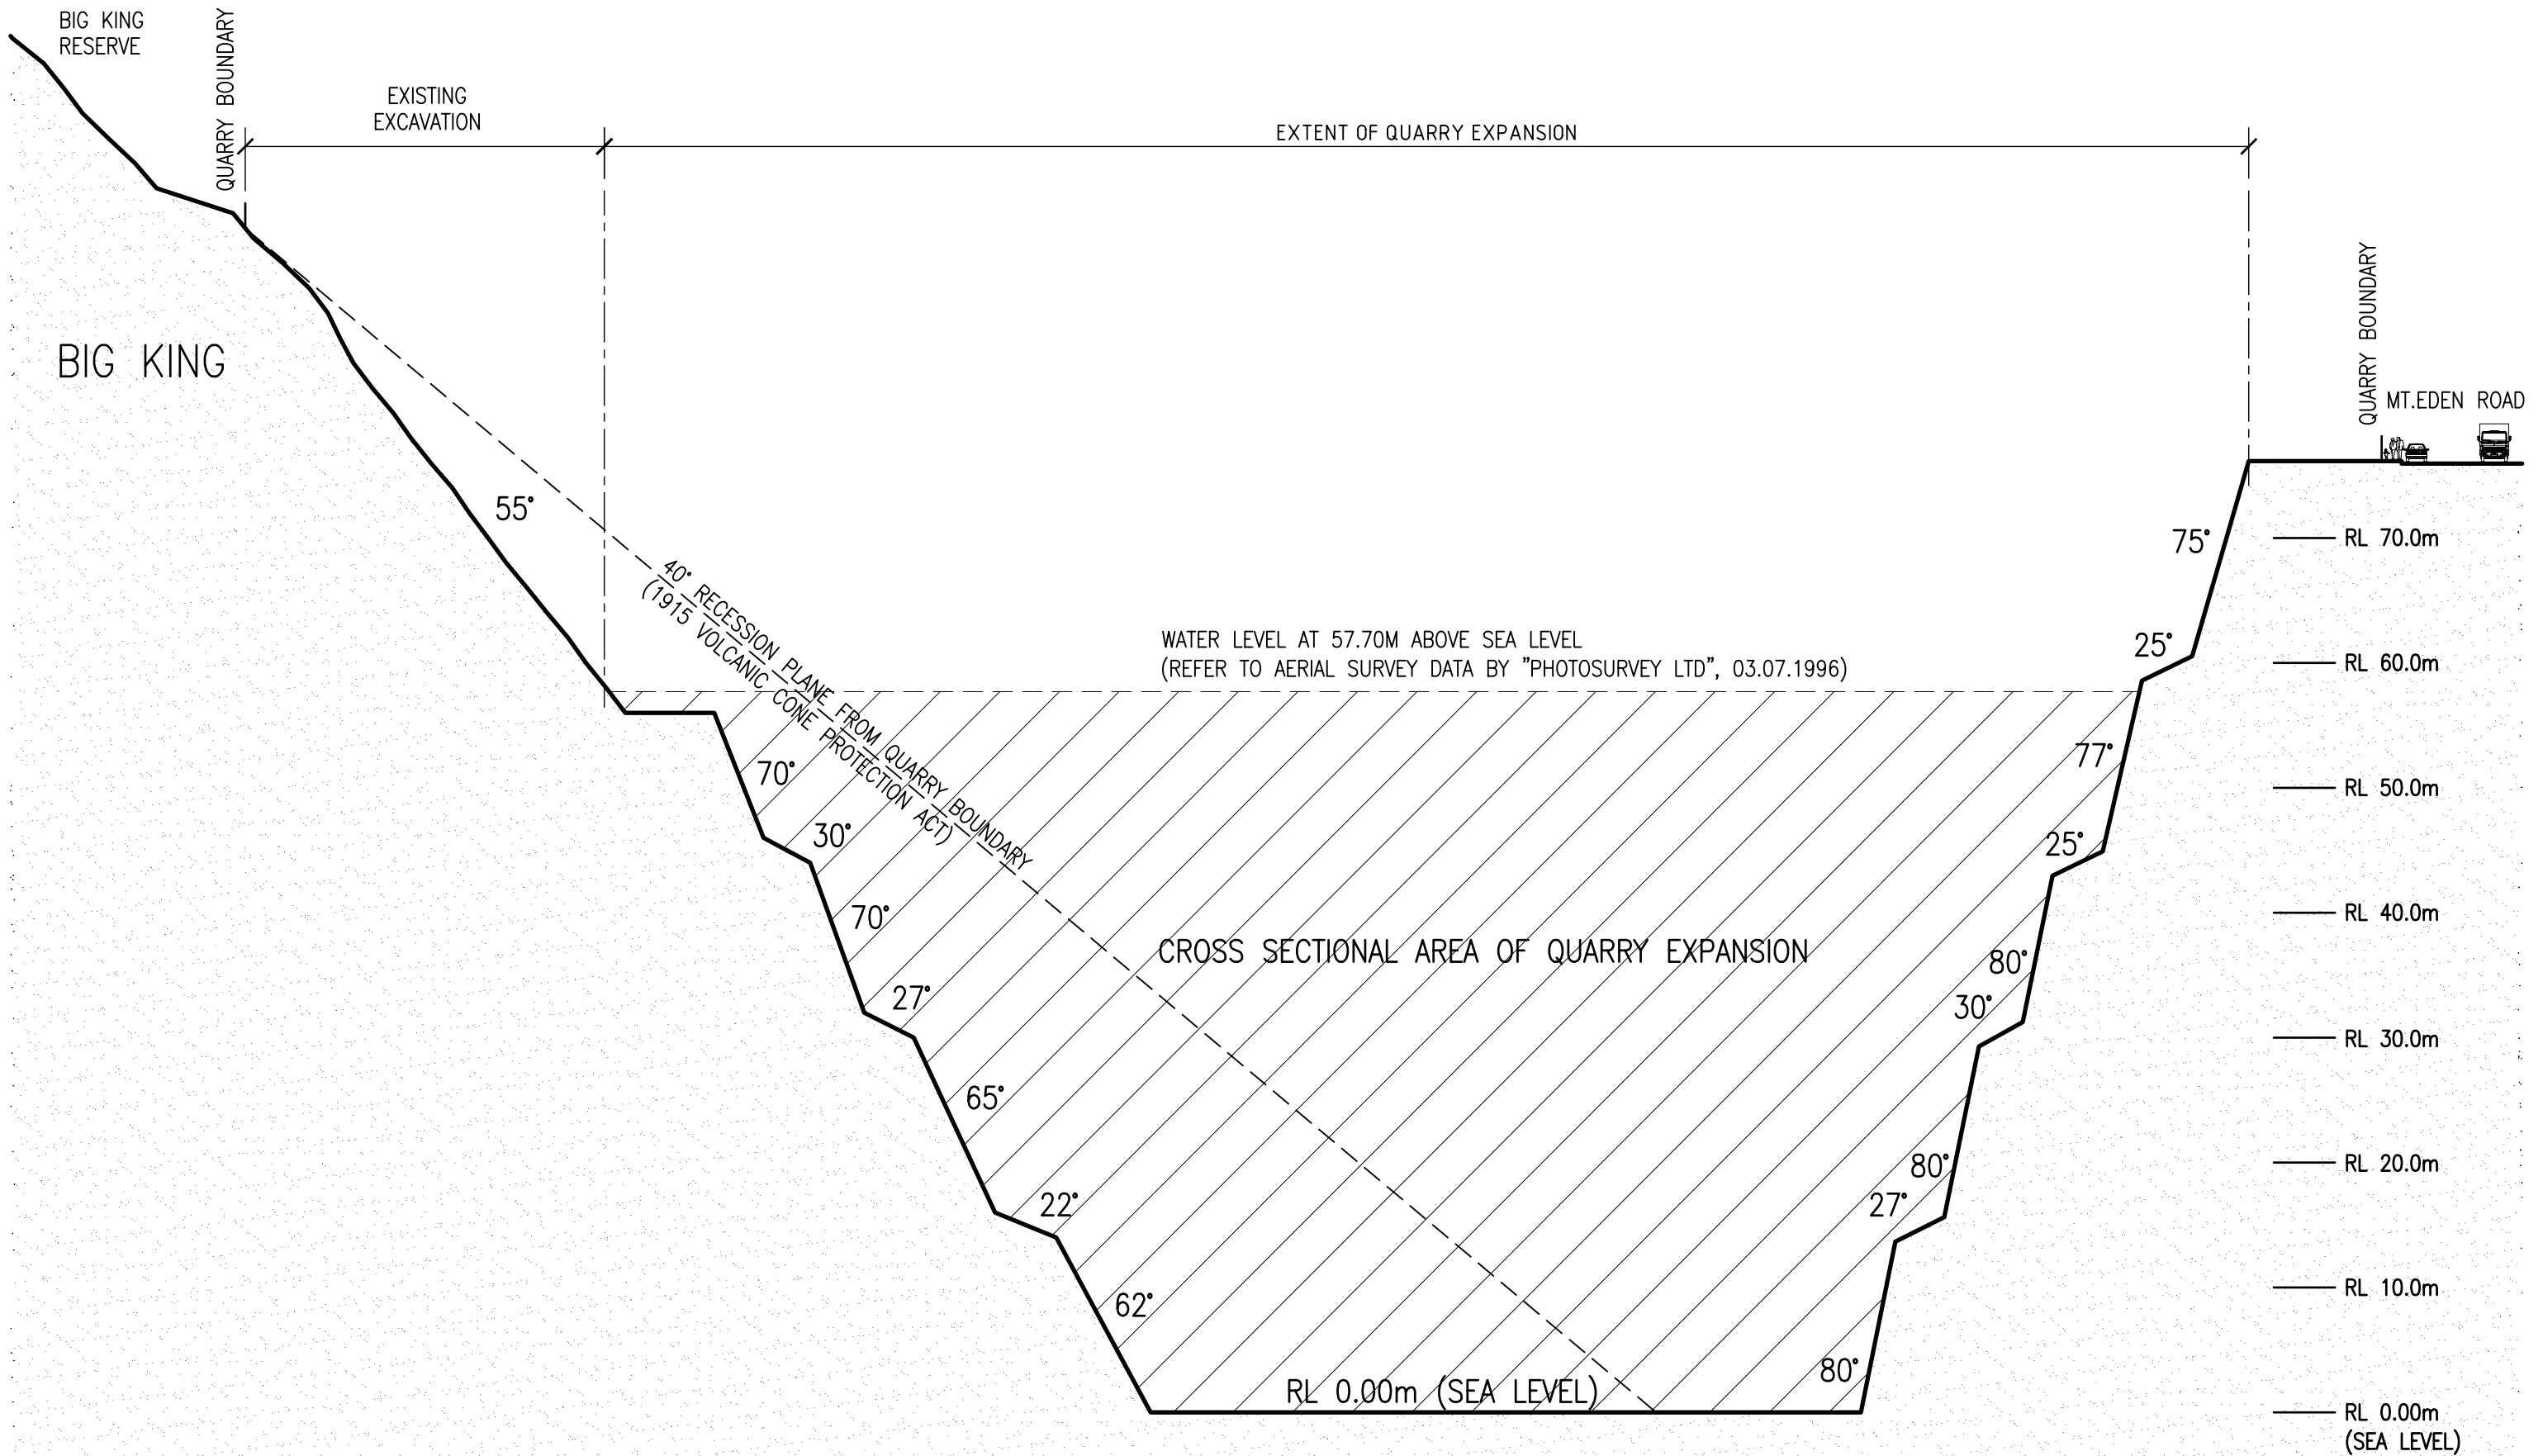 BIG KING
RESERVE
QUARRY BOUNDARY
EXISTING
EXCAVATION
EXTENT OF QUARRY EXPANSION
QUARRY BOUNDARY
MT.EDEN ROAD
BIG KING
55°
40° RECESSION PLANE FROM QUARRY BOUNDARY
(1915 VOLCANIC CONE PROTECTION ACT)
WATER LEVEL AT 57.70M ABOVE SEA LEVEL
(REFER TO AERIAL SURVEY DATA BY "PHOTOSURVEY LTD", 03.07.1996)
75°
25°
77°
25°
80°
30°
80°
27°
80°
70°
30°
70°
27°
65°
22°
62°
CROSS SECTIONAL AREA OF QUARRY EXPANSION
RL 0.00m (SEA LEVEL)
RL 70.0m
RL 60.0m
RL 50.0m
RL 40.0m
RL 30.0m
RL 20.0m
RL 10.0m
RL 0.00m
(SEA LEVEL)